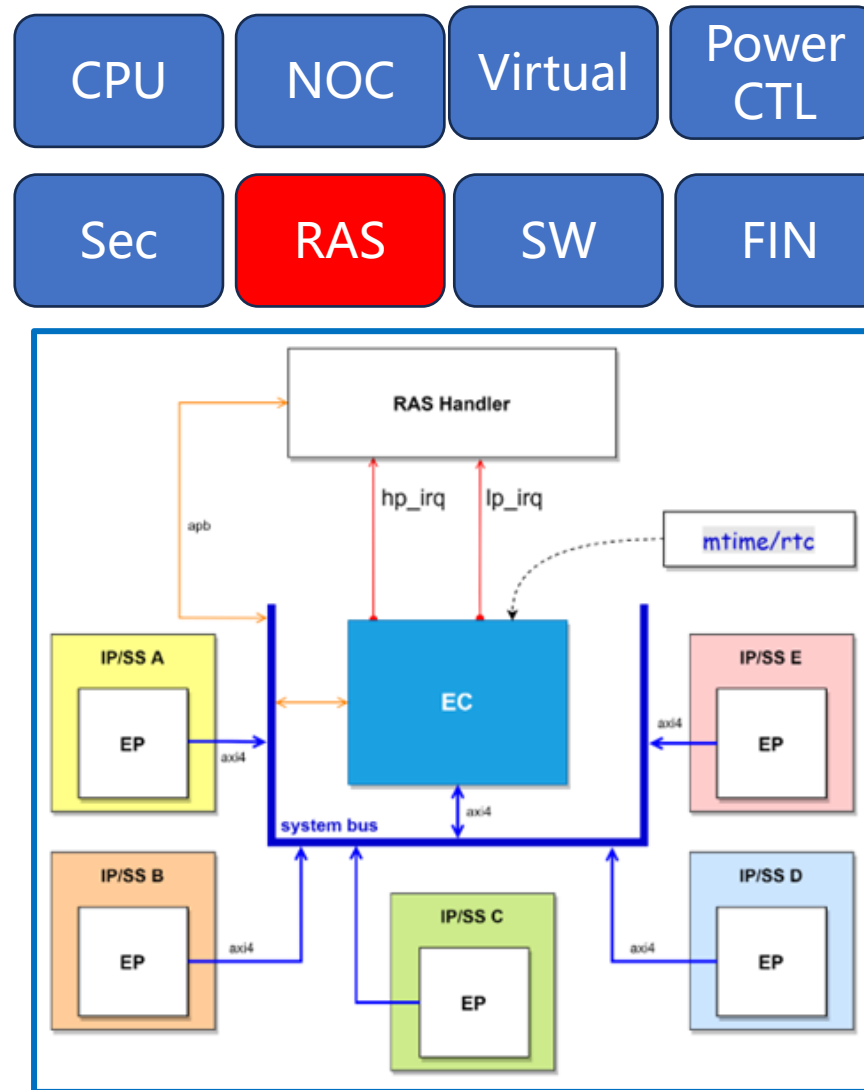 CPU
NOC
Virtual
Power
CTL
Sec
RAS
SW
FIN
RAS Handler
hp_irq
lp_irq
apb
mtime/rtc
IP/SS A
EP
axi4
EC
IP/SS E
EP
axi4
axi4
system bus
IP/SS B
EP
axi4
IP/SS C
EP
IP/SS D
EP
axi4